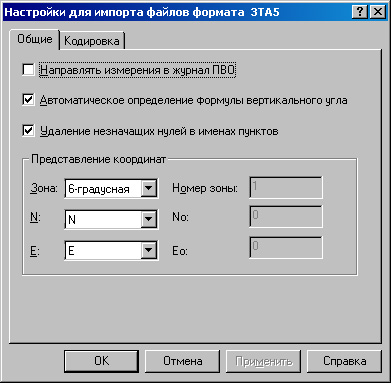 Настройки для импорта файлов формата 3TA5
Общие Кодировка
Направлять измерения в журнал ПВО
Автоматическое определение формулы вертикального угла
Удаление незначащих нулей в именах пунктов
Представление координат
Зона: 6-градусная Номер зоны: 1
N: N No: 0
E: E Eo: 0
OK Отмена Применить Справка